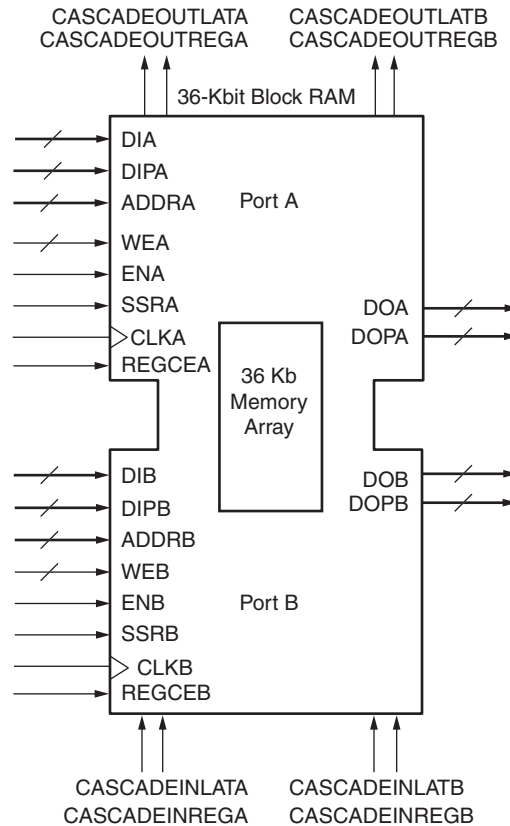 CASCADEOUTLATA CASCADEOUTLATB
CASCADEOUTREGA CASCADEOUTREGB
36-Kbit Block RAM
DIA
DIPA
ADDRA
Port A
WEA
ENA
SSRA
CLKA
REGCEA
DOA
DOPA
36 Kb
Memory
Array
DIB
DIPB
ADDRB
WEB
ENB
Port B
SSRB
CLKB
REGCEB
DOB
DOPB
CASCADEINLATA CASCADEINLATB
CASCADEINREGA CASCADEINREGB